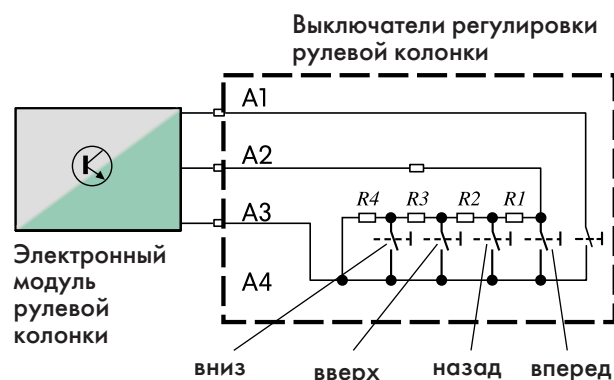 Выключатели регулировки
рулевой колонки
A1
A2
R4 R3 R2 R1
A3
A4
Электронный
модуль
рулевой
колонки
вниз вверх назад вперед